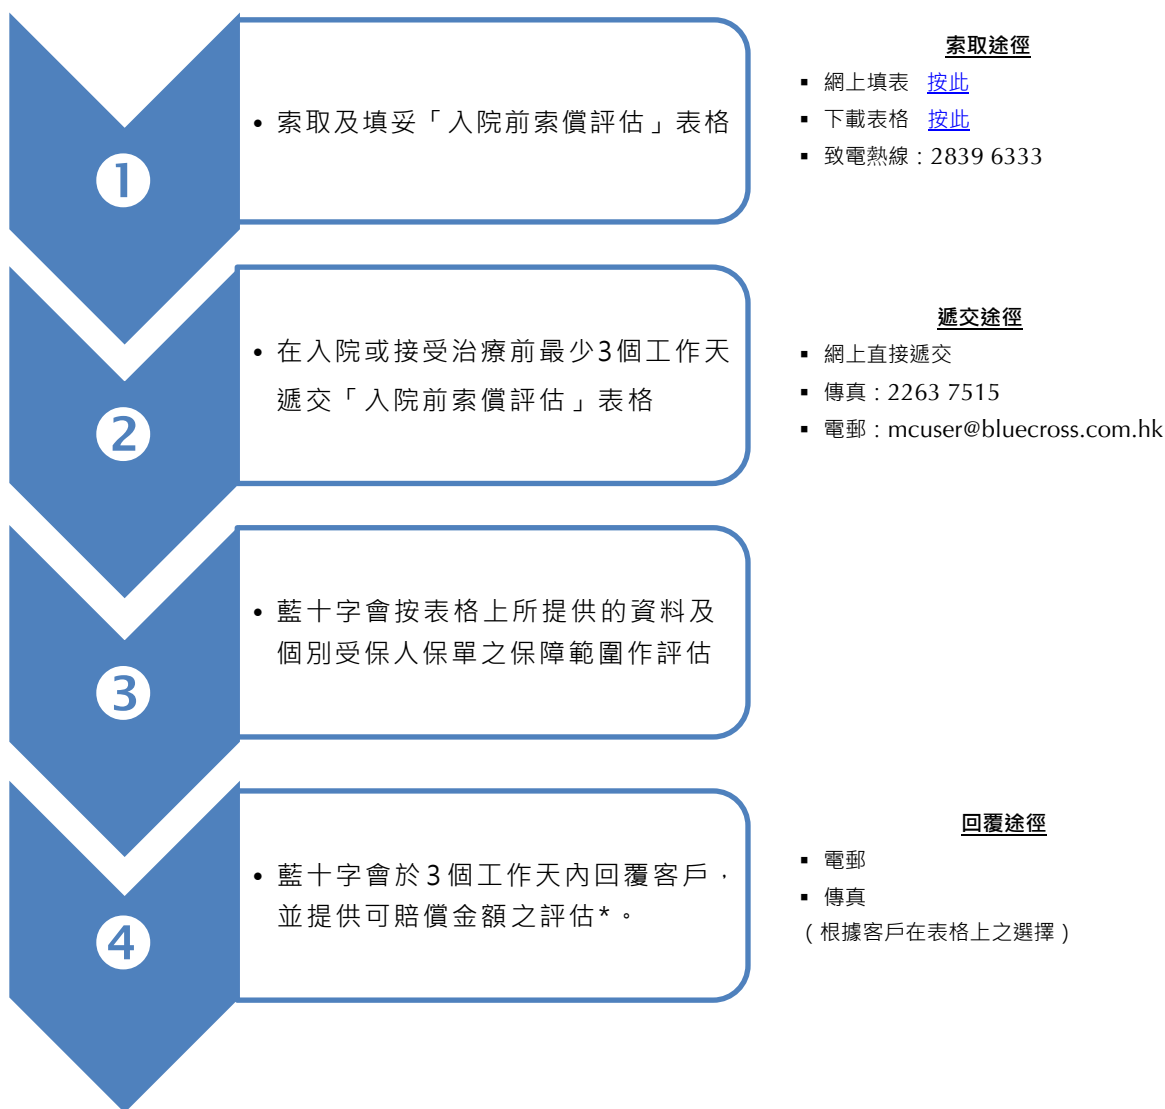 ❶
• 索取及填妥「入院前索償評估」表格
索取途徑
▪ 網上填表 按此
▪ 下載表格 按此
▪ 致電熱線：2839 6333
❷
• 在入院或接受治療前最少3個工作天
遞交「入院前索償評估」表格
遞交途徑
▪ 網上直接遞交
▪ 傳真：2263 7515
▪ 電郵：mcuser@bluecross.com.hk
❸
• 藍十字會按表格上所提供的資料及
個別受保人保單之保障範圍作評估
❹
• 藍十字會於3個工作天內回覆客戶，
並提供可賠償金額之評估*。
回覆途徑
▪ 電郵
▪ 傳真
（根據客戶在表格上之選擇）